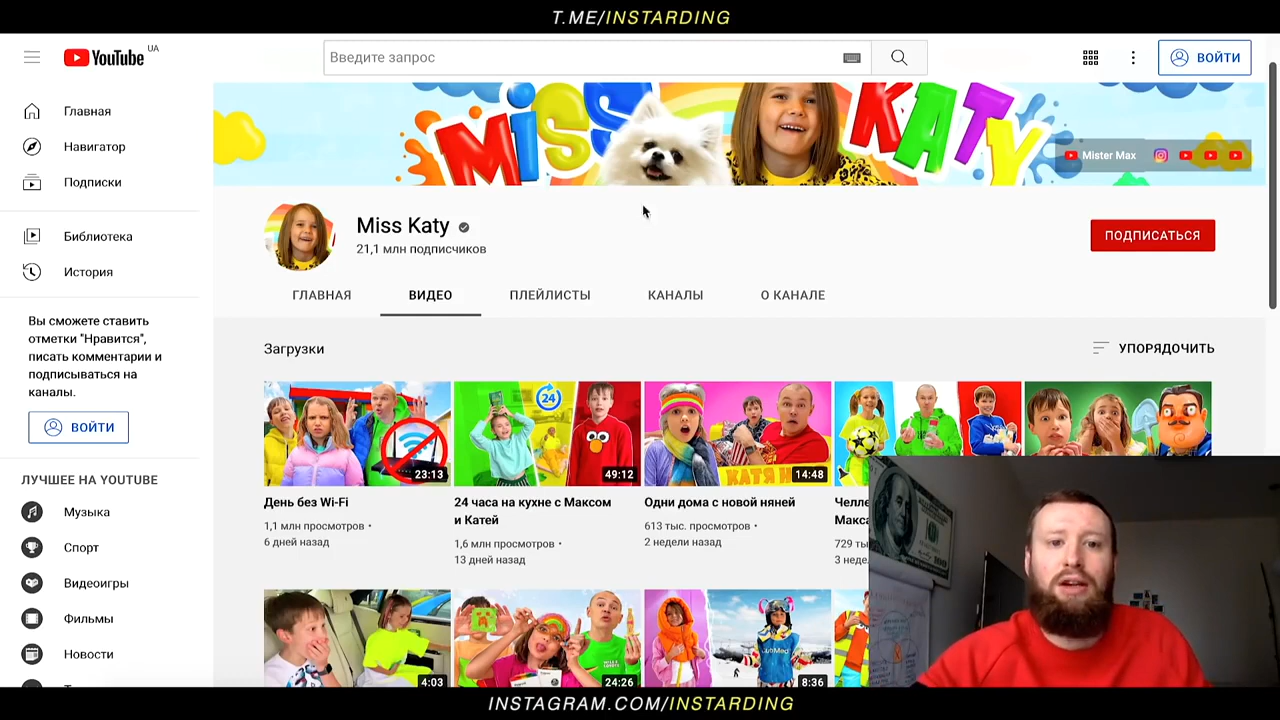 T.ME/INSTARDING
YouTube UA
Введите запрос
ВОЙТИ
Главная
Навигатор
Подписки
Библиотека
История
Вы сможете ставить
отметки "Нравится",
писать комментарии и
подписываться на
каналы.
ВОЙТИ
ЛУЧШЕЕ НА YOUTUBE
Музыка
Спорт
Видеоигры
Фильмы
Новости
MISS KATY
Mister Max
Miss Katy
21,1 млн подписчиков
ПОДПИСАТЬСЯ
ГЛАВНАЯ
ВИДЕО
ПЛЕЙЛИСТЫ
КАНАЛЫ
О КАНАЛЕ
Загрузки
УПОРЯДОЧИТЬ
23:13
24
49:12
14:48
День без Wi-Fi
1,1 млн просмотров •
6 дней назад
24 часа на кухне с Максом
и Катей
1,6 млн просмотров •
13 дней назад
Одни дома с новой няней
613 тыс. просмотров •
2 недели назад
Челле
Макса
729 ты
3 неде
4:03
24:26
8:36
100
INSTAGRAM.COM/INSTARDING